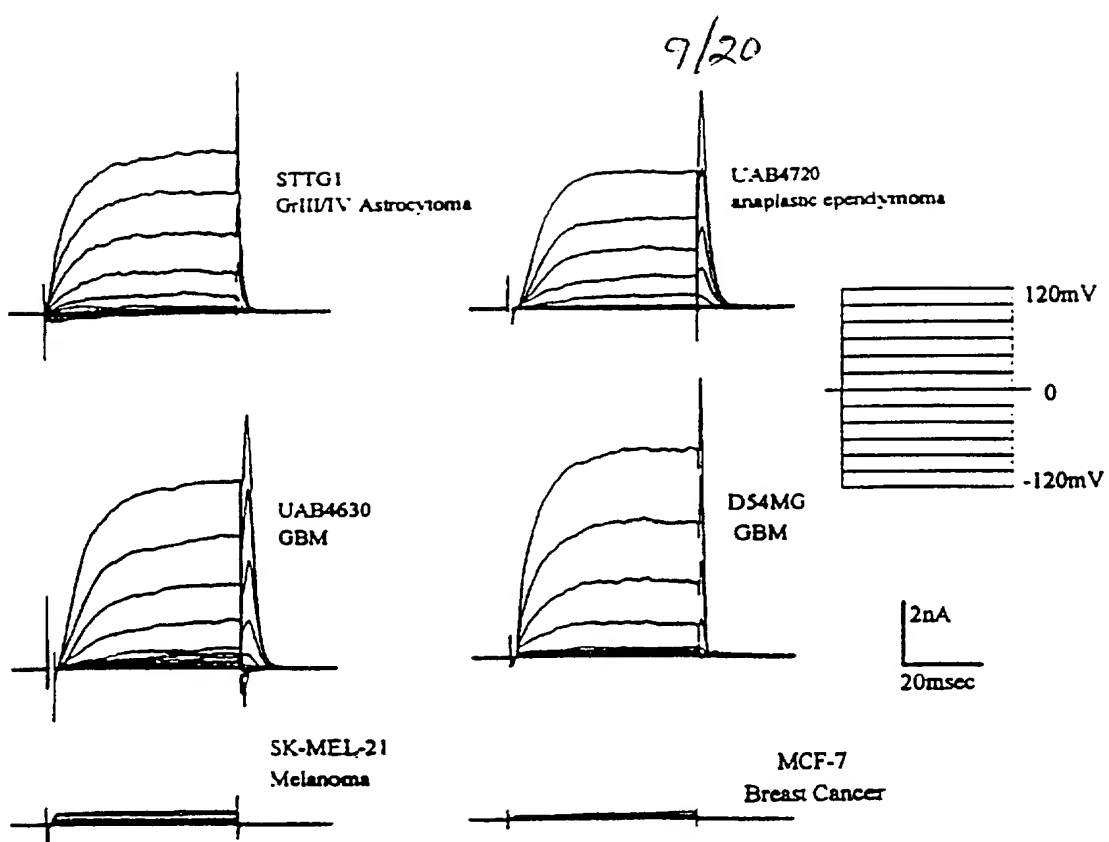 9/20
STTG1
GrIII/IV Astrocytoma
UAB4720
anaplastic ependymoma
120mV
0
-120mV
UAB4630
GBM
D54MG
GBM
2nA
20msec
SK-MEL-21
Melanoma
MCF-7
Breast Cancer